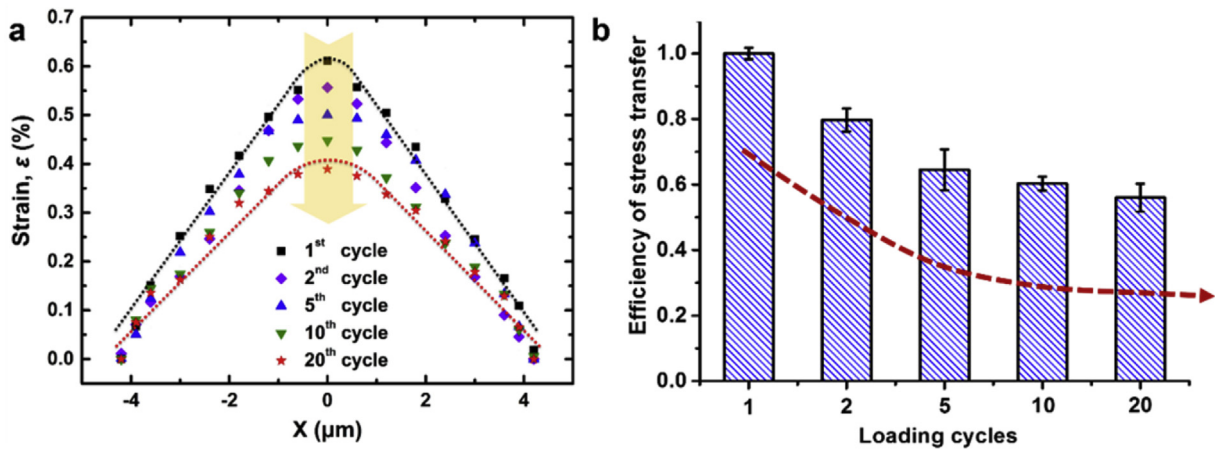 a
Strain, ε (%)
0.7
0.6
0.5
0.4
0.3
0.2
0.1
0.0
1st cycle
2nd cycle
5th cycle
10th cycle
20th cycle
-4 -2 0 2 4
X (μm)
b
Efficiency of stress transfer
1.0
0.8
0.6
0.4
0.2
0.0
1 2 5 10 20
Loading cycles